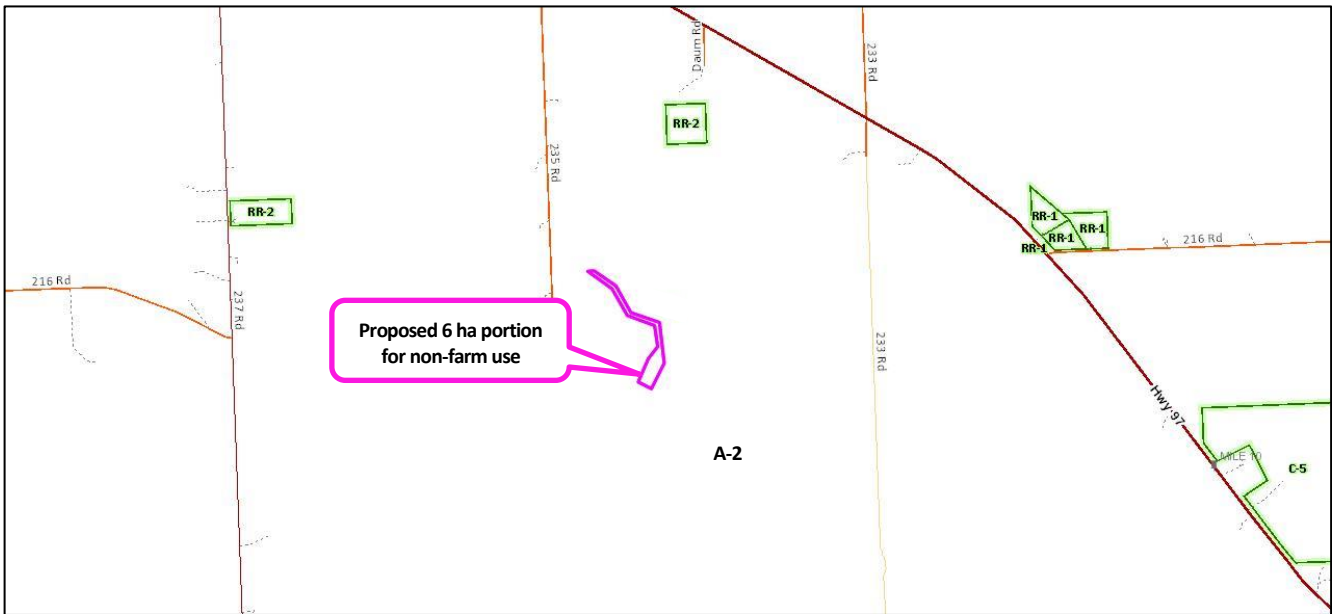 Daum Rd
233 Rd
RR-2
235 Rd
RR-2
RR-1
RR-1
RR-1
RR-1
216 Rd
216 Rd
237 Rd
Proposed 6 ha portion
for non-farm use
233 Rd
Hwy 97
A-2
MILE 10
C-5